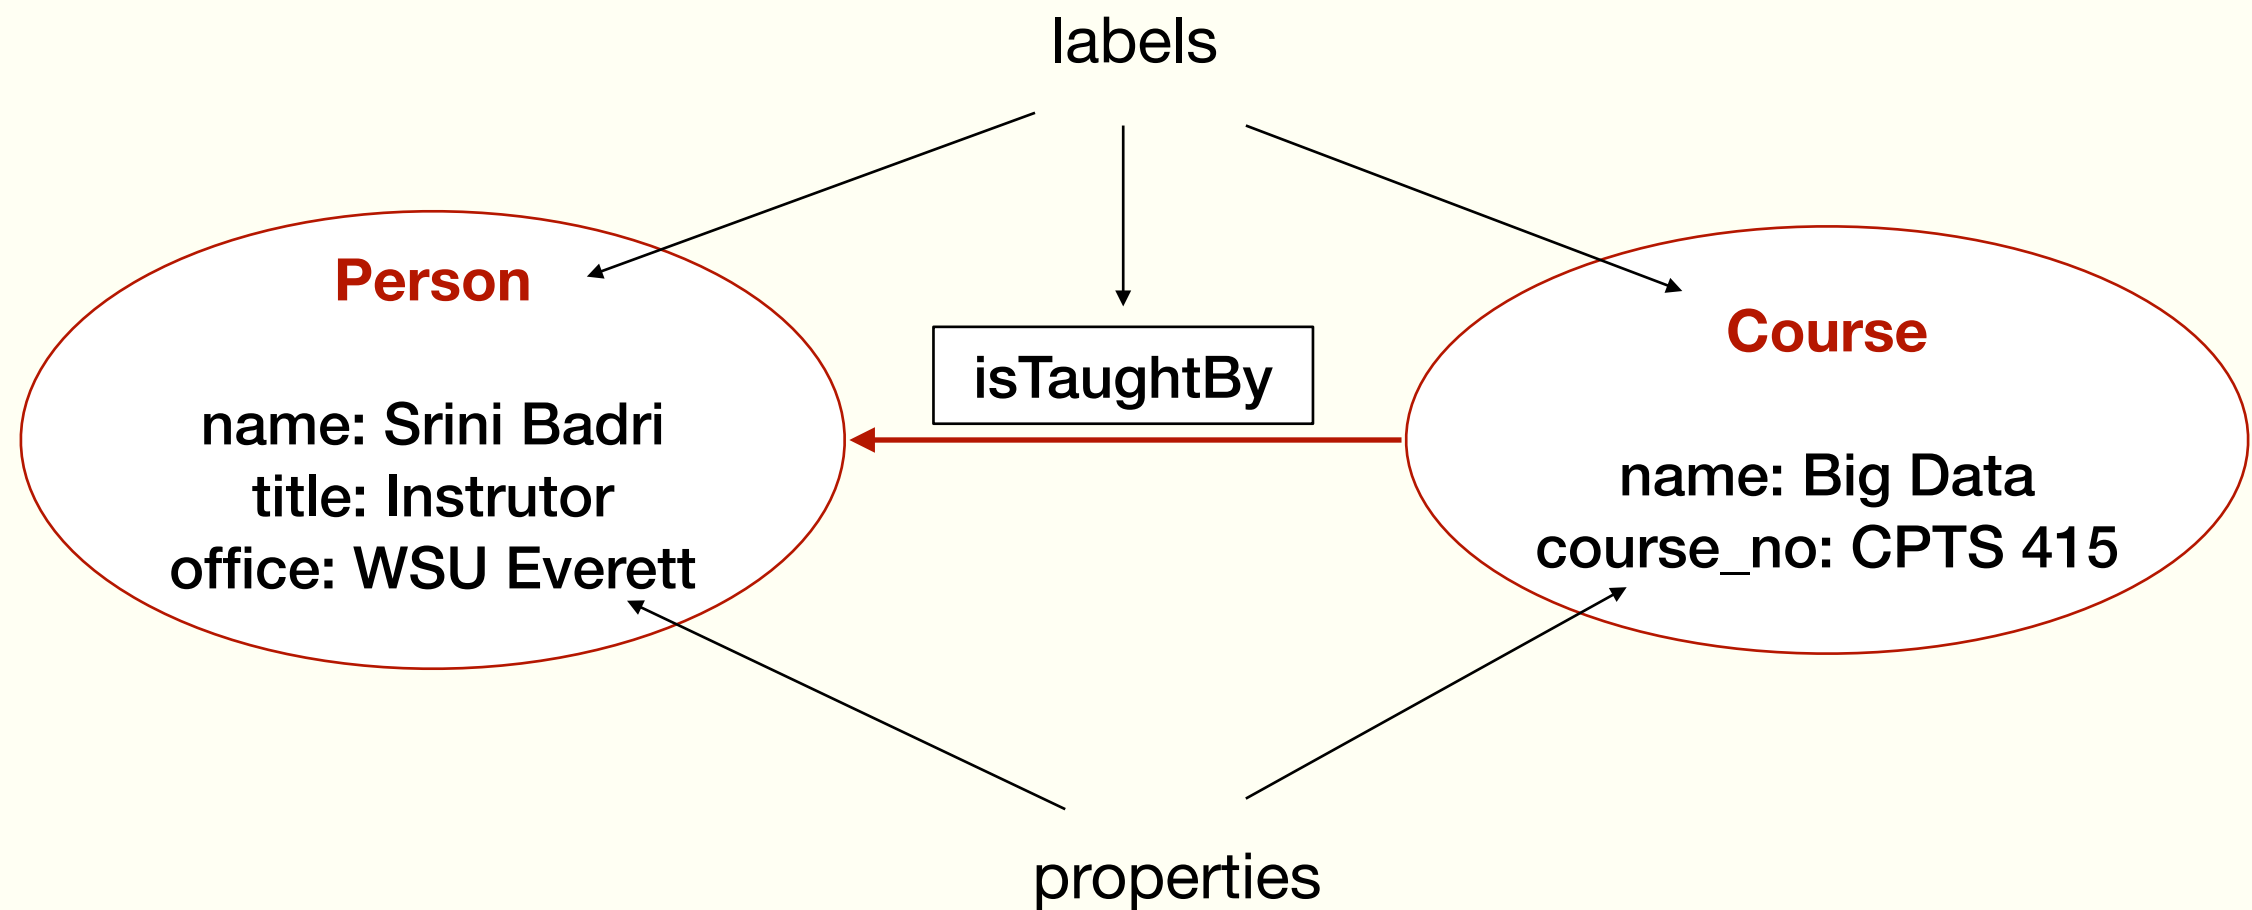 labels
Person
name: Srini Badri
title: Instrutor
office: WSU Everett
isTaughtBy
Course
name: Big Data
course_no: CPTS 415
properties